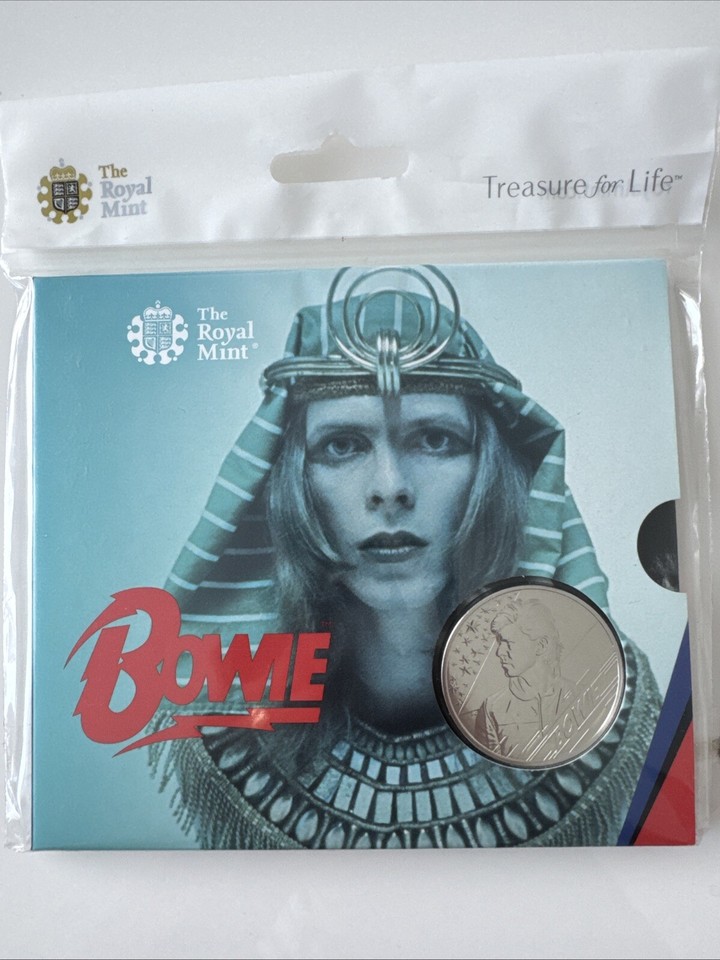 The
Royal
Mint
Treasure for Life™
The
Royal
Mint®
BOWIE